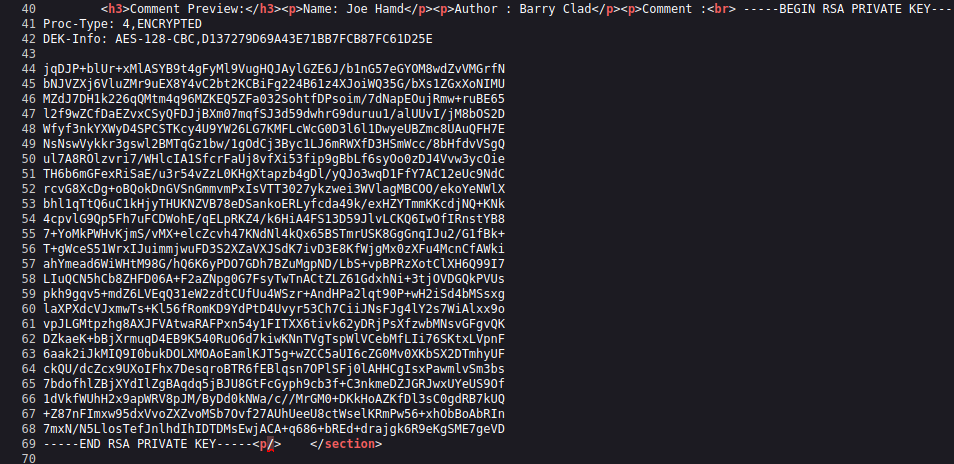 40 <h3>Comment Preview:</h3><p>Name: Joe Hamd</p><p>Author : Barry Clad</p><p>Comment :<br> -----BEGIN RSA PRIVATE KEY---
41 Proc-Type: 4,ENCRYPTED
42 DEK-Info: AES-128-CBC,D137279D69A43E71BB7FCB87FC61D25E
43
44 jqDJP+blUr+xMlASYB9t4gFyMl9VugHQJAylGZE6J/b1nG57eGYOM8wdZvVMGrfN
45 bNJVZXj6VluZMr9uEX8Y4vC2bt2KCBiFg224B61z4XJoiWQ35G/bXs1ZGxXoNIMU
46 MZdJ7DH1k226qQMtm4q96MZKEQ5ZFa032SohtfDPsoim/7dNapEOujRmw+ruBE65
47 l2f9wZCfDaEZvxCSyQFDJjBXm07mqfSJ3d59dwhrG9duruu1/alUUvI/jM8bOS2D
48 Wfyf3nkYXWyD4SPCSTKcy4U9YW26LG7KMFLcWcG0D3l6l1DwyeUBZmc8UAuQFH7E
49 NsNswVykkr3gswl2BMTqGz1bw/1gOdCj3Byc1LJ6mRWXfD3HSmWcc/8bHfdvVSgQ
50 ul7A8ROlzvri7/WHlcIA1SfcrFaUj8vfXi53fip9gBbLf6syOo0zDJ4Vvw3ycOie
51 TH6b6mGFexRiSaE/u3r54vZzL0KHgXtapzb4gDl/yQJo3wqD1FfY7AC12eUc9NdC
52 rcvG8XcDg+oBQokDnGVSnGmmvmPxIsVTT3027ykzwei3WVlagMBCOO/ekoYeNWlX
53 bhl1qTtQ6uC1kHjyTHUKNZVB78eDSankoERLyfcda49k/exHZYTmmKKcdjNQ+KNk
54 4cpvlG9Qp5Fh7uFCDWohE/qELpRKZ4/k6HiA4FS13D59JlvLCKQ6IwOfIRnstYB8
55 7+YoMkPWHvKjmS/vMX+elcZcvh47KNdNl4kQx65BSTmrUSK8GgGnqIJu2/G1fBk+
56 T+gWceS51WrxIJuimmjwuFD3S2XZaVXJSdK7ivD3E8KfWjgMx0zXFu4McnCfAWki
57 ahYmead6WiWHtM98G/hQ6K6yPDO7GDh7BZuMgpND/LbS+vpBPRzXotClXH6Q99I7
58 LIuQCN5hCb8ZHFD06A+F2aZNpg0G7FsyTwTnACtZLZ61GdxhNi+3tjOVDGQkPVUs
59 pkh9gqv5+mdZ6LVEqQ31eW2zdtCUfUu4WSzr+AndHPa2lqt90P+wH2iSd4bMSsxg
60 laXPXdcVJxmwTs+Kl56fRomKD9YdPtD4Uvyr53Ch7CiiJNsFJg4lY2s7WiAlxx9o
61 vpJLGMtpzhg8AXJFVAtwaRAFPxn54y1FITXX6tivk62yDRjPsXfzwbMNsvGFgvQK
62 DZkaeK+bBjXrmuqD4EB9K540RuO6d7kiwKNnTVgTspWlVCebMfLIi76SKtxLVpnF
63 6aak2iJkMIQ9I0bukDOLXMOAoEamlKJT5g+wZCC5aUI6cZG0Mv0XKbSX2DTmhyUF
64 ckQU/dcZcx9UXoIFhx7DesqroBTR6fEBlqsn7OPlSFj0lAHHCgIsxPawmlvSm3bs
65 7bdofhlZBjXYdIlZgBAqdq5jBJU8GtFcGyph9cb3f+C3nkmeDZJGRJwxUYeUS9Of
66 1dVkfWUhH2x9apWRV8pJM/ByDd0kNWa/c//MrGM0+DKkHoAZKfDl3sC0gdRB7kUQ
67 +Z87nFImxw95dxVvoZXZvoMSb7Ovf27AUhUeeU8ctWselKRmPw56+xhObBoAbRIn
68 7mxN/N5LlosTefJnlhdIhIDTDMsEwjACA+q686+bREd+drajgk6R9eKgSME7geVD
69 -----END RSA PRIVATE KEY-----<p/> </section>
70